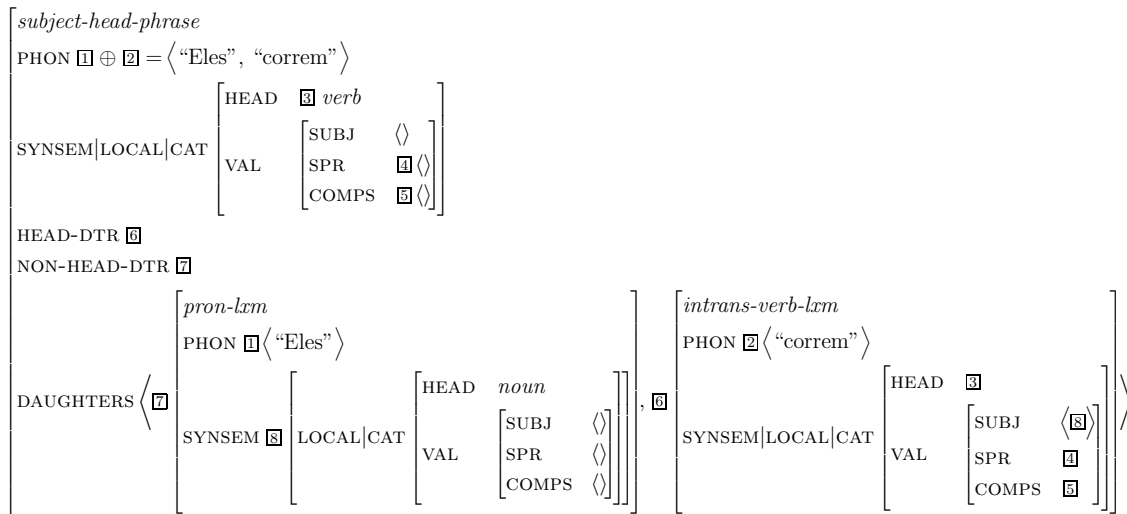 subject-head-phrase
PHON 1 ⊕ 2 = ⟨“Eles”, “correm”⟩
SYNSEM|LOCAL|CAT [HEAD 3 verb
VAL [SUBJ ⟨⟩
SPR 4 ⟨⟩
COMPS 5 ⟨⟩]]
HEAD-DTR 6
NON-HEAD-DTR 7
DAUGHTERS ⟨ 7 [pron-lxm
PHON 1 ⟨“Eles”⟩
SYNSEM 8 [LOCAL|CAT [HEAD noun
VAL [SUBJ ⟨⟩
SPR ⟨⟩
COMPS ⟨⟩]]]], 6 [intrans-verb-lxm
PHON 2 ⟨“correm”⟩
SYNSEM|LOCAL|CAT [HEAD 3
VAL [SUBJ ⟨8⟩
SPR 4
COMPS 5]]] ⟩